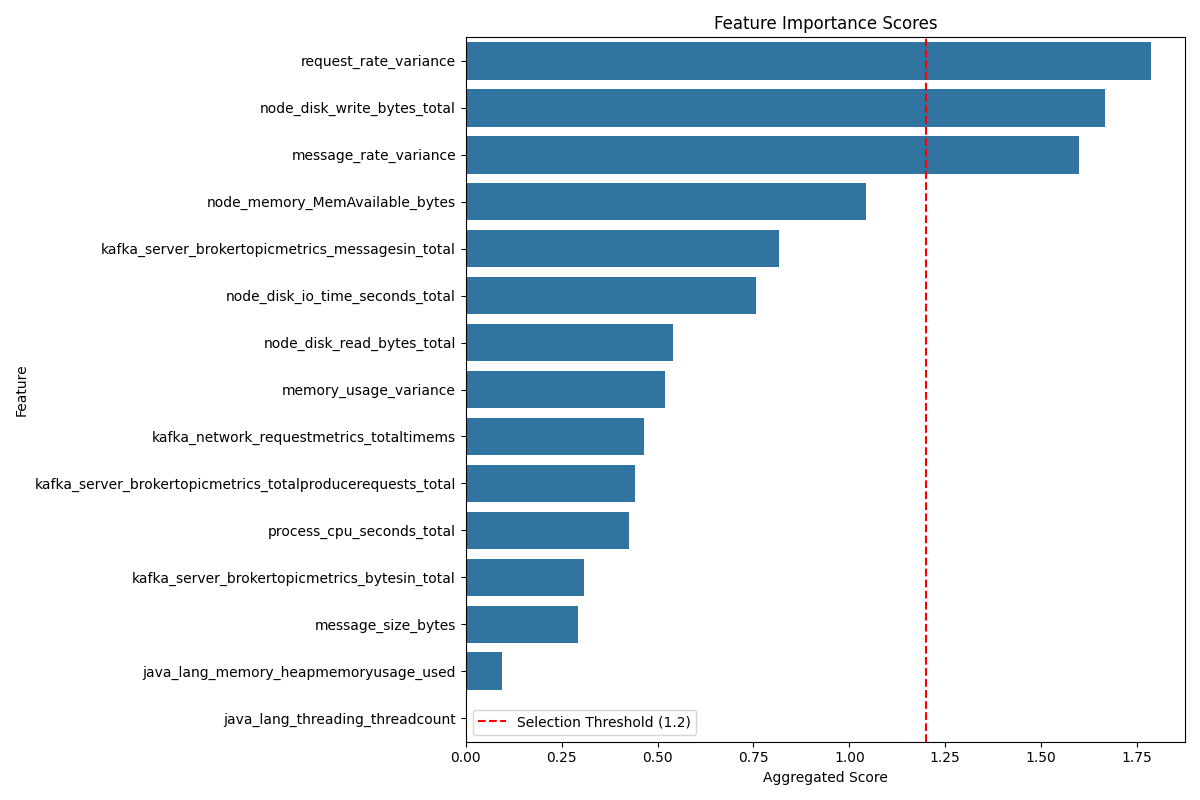 Feature Importance Scores
request_rate_variance
node_disk_write_bytes_total
message_rate_variance
node_memory_MemAvailable_bytes
kafka_server_brokertopicmetrics_messagesin_total
node_disk_io_time_seconds_total
node_disk_read_bytes_total
memory_usage_variance
kafka_network_requestmetrics_totaltimems
kafka_server_brokertopicmetrics_totalproducerequests_total
process_cpu_seconds_total
kafka_server_brokertopicmetrics_bytesin_total
message_size_bytes
java_lang_memory_heapmemoryusage_used
java_lang_threading_threadcount
Feature
Selection Threshold (1.2)
0.00 0.25 0.50 0.75 1.00 1.25 1.50 1.75
Aggregated Score